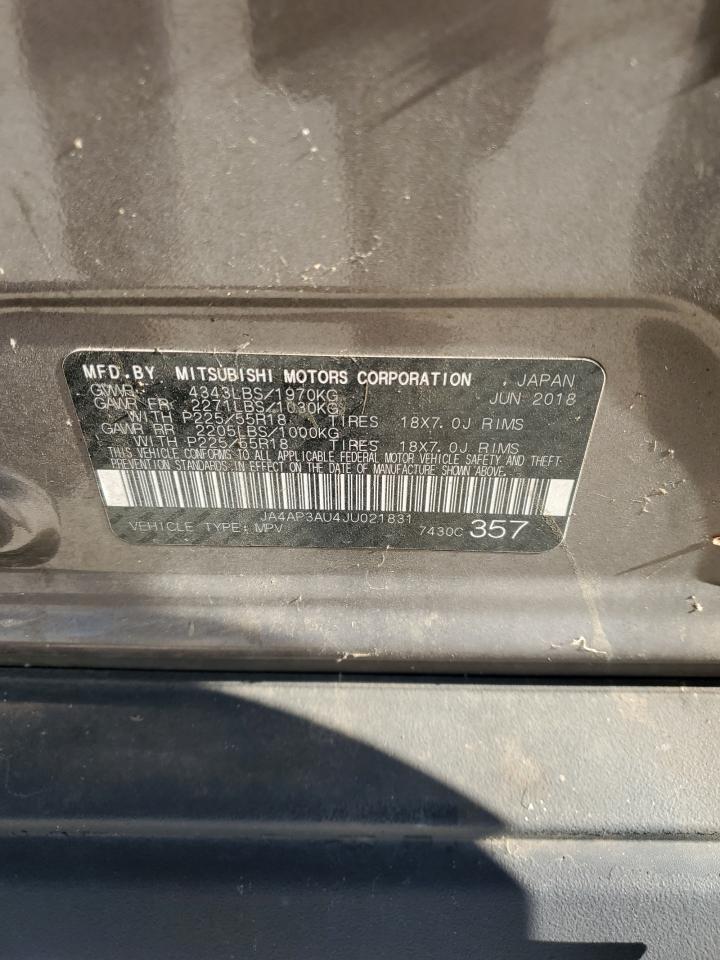 MFD.BY MITSUBISHI MOTORS CORPORATION JAPAN
GVWR 4343LBS/1970KG JUN 2018
GAWR FR 2271LBS/1030KG
WITH P225/55R18 TIRES 18X7.0J RIMS
GAWR RR 2205LBS/1000KG
WITH P225/55R18 TIRES 18X7.0J RIMS
THIS VEHICLE CONFORMS TO ALL APPLICABLE FEDERAL MOTOR VEHICLE SAFETY AND THEFT-
PREVENTION STANDARDS IN EFFECT ON THE DATE OF MANUFACTURE SHOWN ABOVE.
JA4AP3AU4JU021831
VEHICLE TYPE: MPV 7430C 357